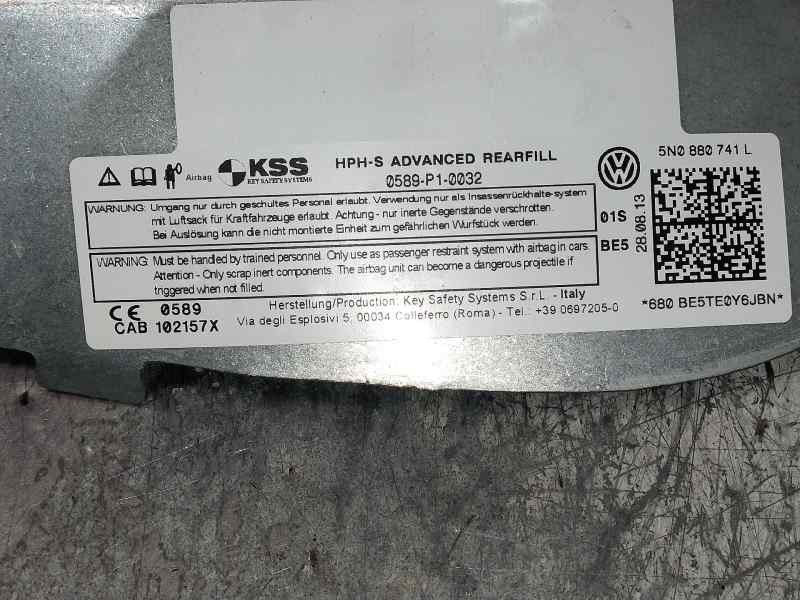 Airbag
KSS
KEY SAFETY SYSTEMS
HPH-S ADVANCED REARFILL
0589-P1-0032
5N0 880 741 L
WARNUNG: Umgang nur durch geschultes Personal erlaubt. Verwendung nur als Insassenrückhalte-system
mit Luftsack für Kraftfahrzeuge erlaubt. Achtung - nur inerte Gegenstände verschrotten.
Bei Auslösung kann die nicht montierte Einheit zum gefährlichen Wurfstück werden.
01S
BE5
28.08.13
WARNING: Must be handled by trained personnel. Only use as passenger restraint system with airbag in cars.
Attention - Only scrap inert components. The airbag unit can become a dangerous projectile if
triggered when not filled.
CE 0589
CAB 102157X
Herstellung/Production: Key Safety Systems S.r.L. - Italy
Via degli Esplosivi 5, 00034 Colleferro (Roma) - Tel.: +39 0697205-0
*680 BE5TE0Y6JBN*